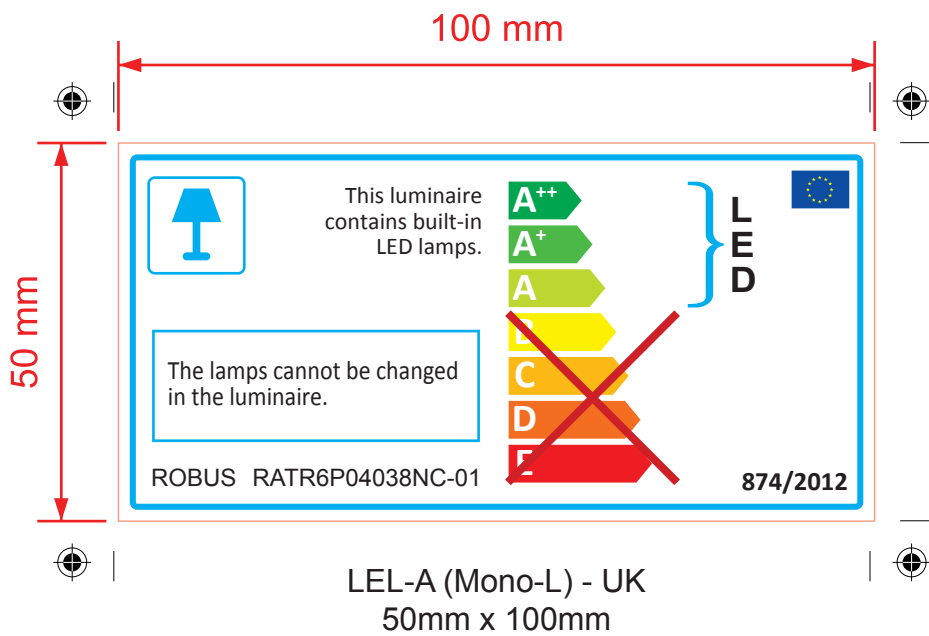 100 mm
50 mm
This luminaire
contains built-in
LED lamps.
A++
A+
A
B
C
D
E
L
E
D
The lamps cannot be changed
in the luminaire.
ROBUS RATR6P04038NC-01
874/2012
LEL-A (Mono-L) - UK
50mm x 100mm